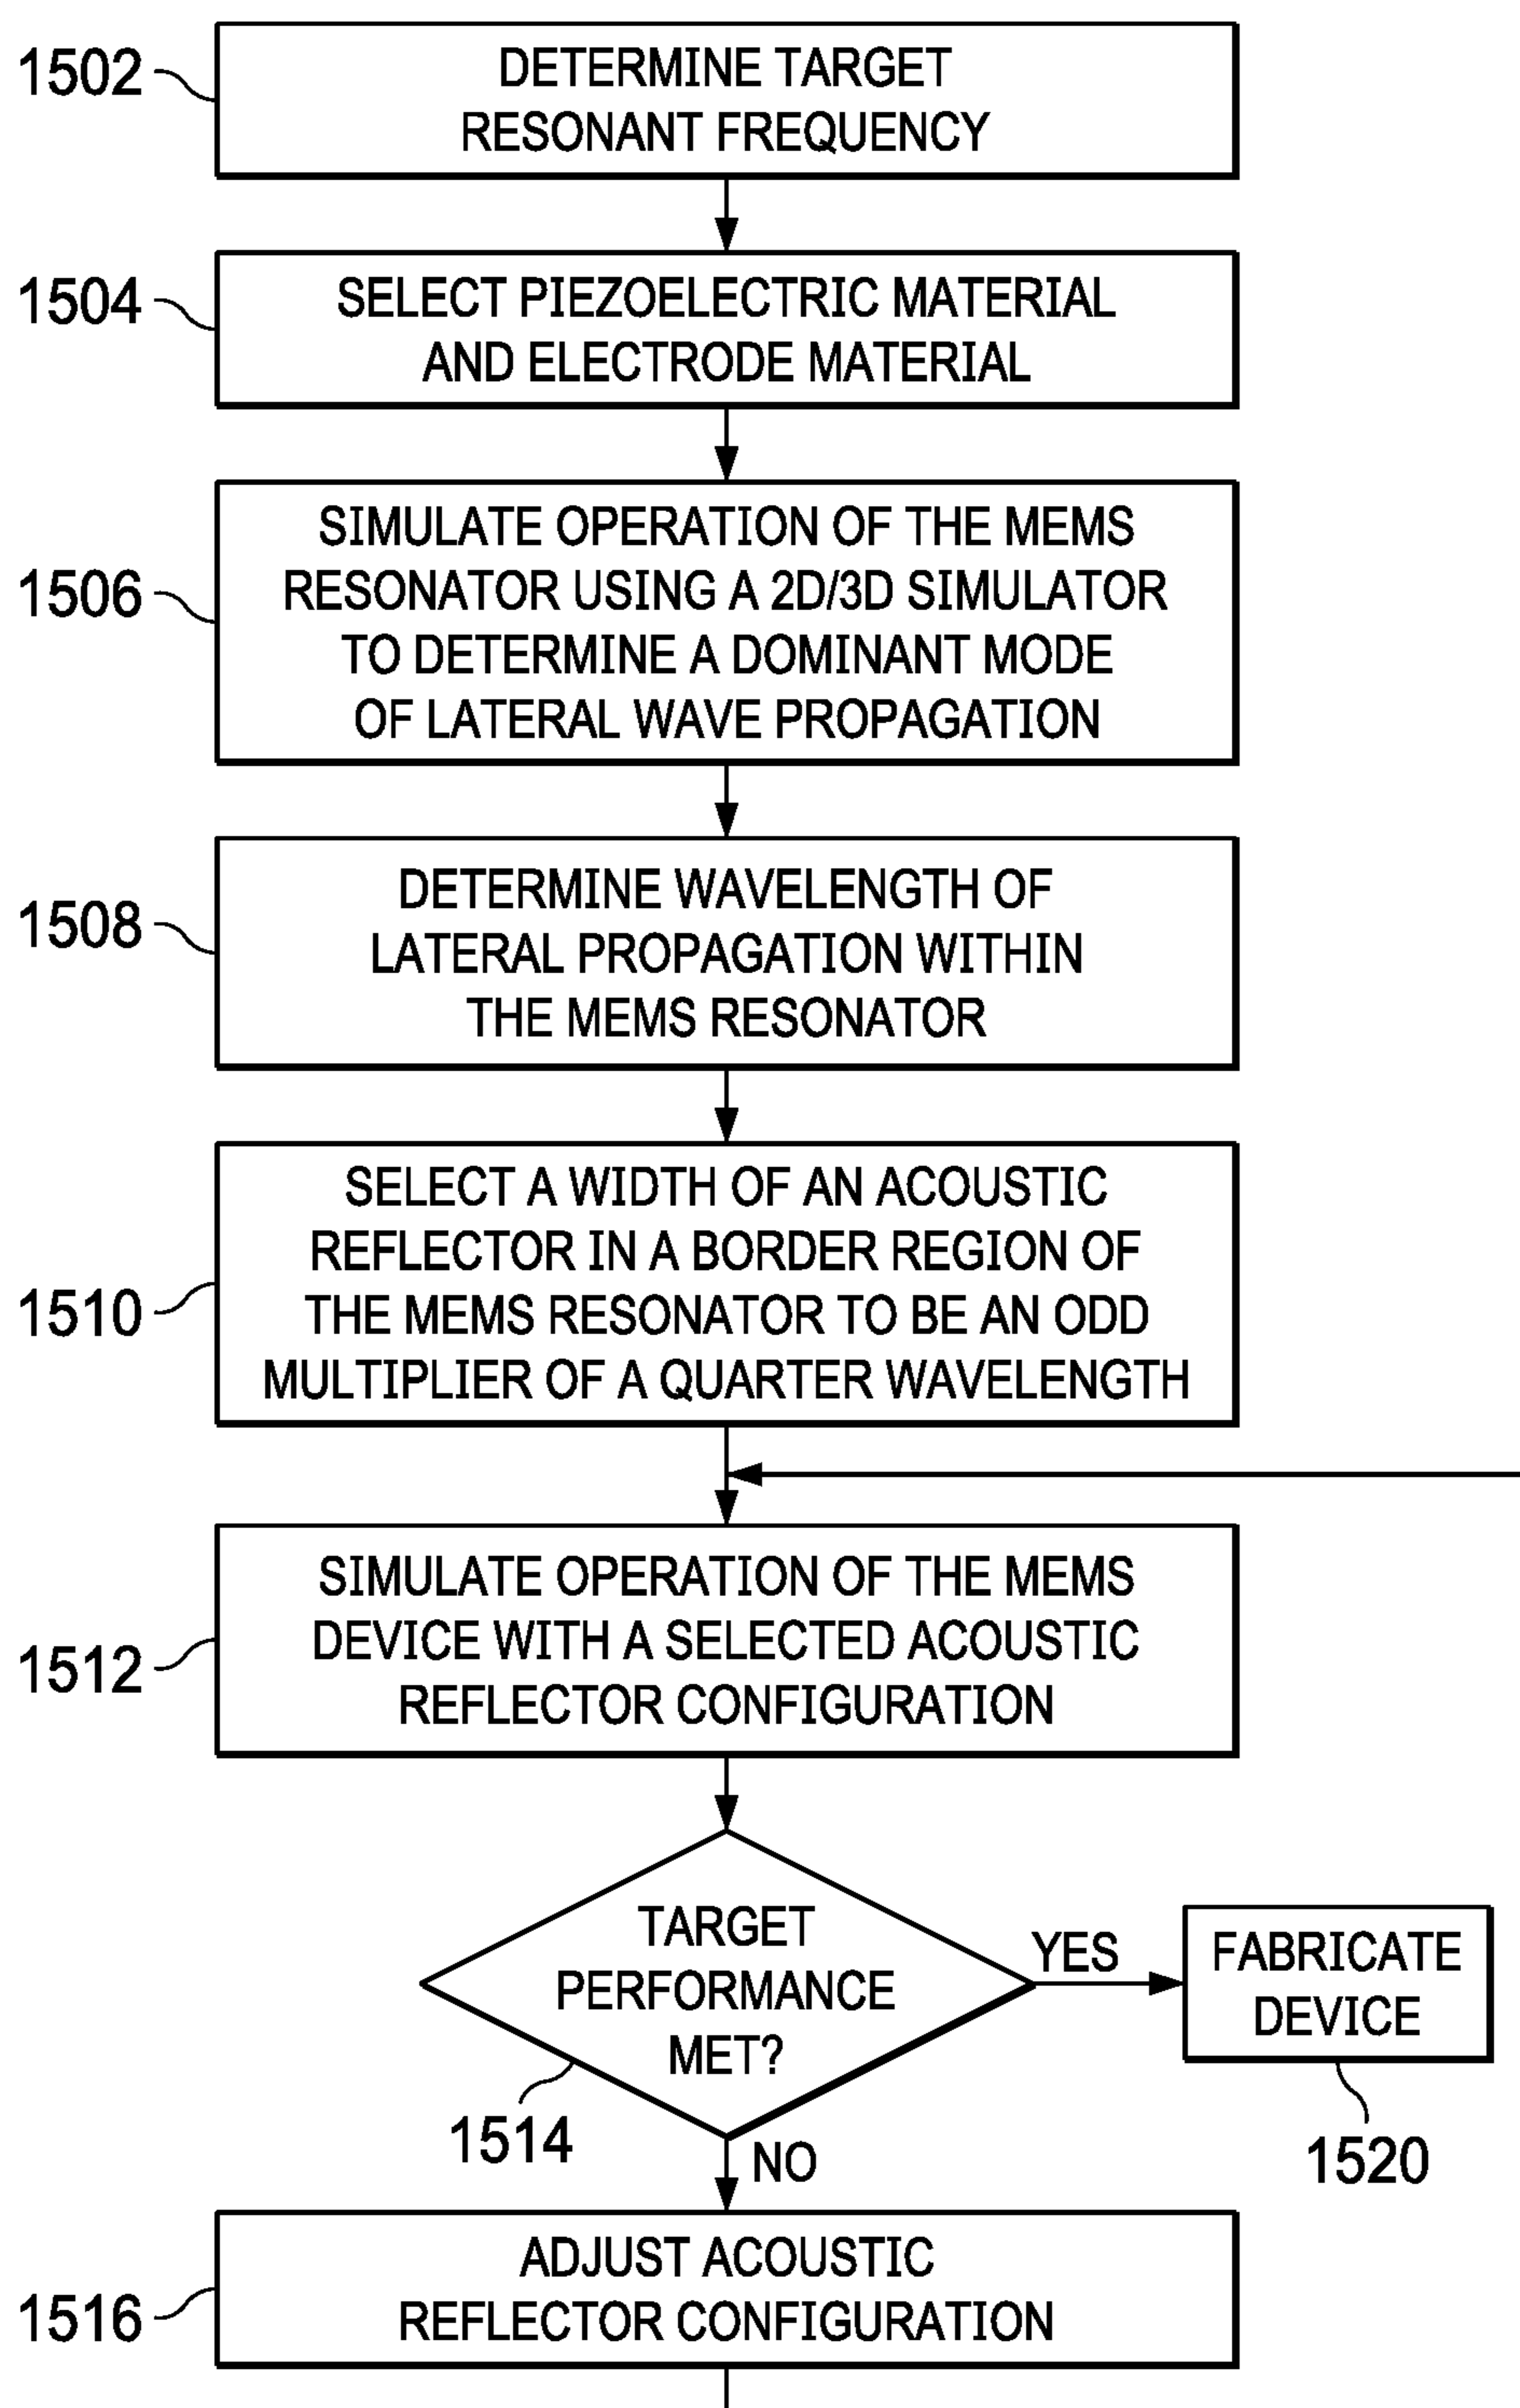 1502
DETERMINE TARGET
RESONANT FREQUENCY
1504
SELECT PIEZOELECTRIC MATERIAL
AND ELECTRODE MATERIAL
1506
SIMULATE OPERATION OF THE MEMS
RESONATOR USING A 2D/3D SIMULATOR
TO DETERMINE A DOMINANT MODE
OF LATERAL WAVE PROPAGATION
1508
DETERMINE WAVELENGTH OF
LATERAL PROPAGATION WITHIN
THE MEMS RESONATOR
1510
SELECT A WIDTH OF AN ACOUSTIC
REFLECTOR IN A BORDER REGION OF
THE MEMS RESONATOR TO BE AN ODD
MULTIPLIER OF A QUARTER WAVELENGTH
1512
SIMULATE OPERATION OF THE MEMS
DEVICE WITH A SELECTED ACOUSTIC
REFLECTOR CONFIGURATION
TARGET
PERFORMANCE
MET?
1514
YES
FABRICATE
DEVICE
1520
NO
1516
ADJUST ACOUSTIC
REFLECTOR CONFIGURATION